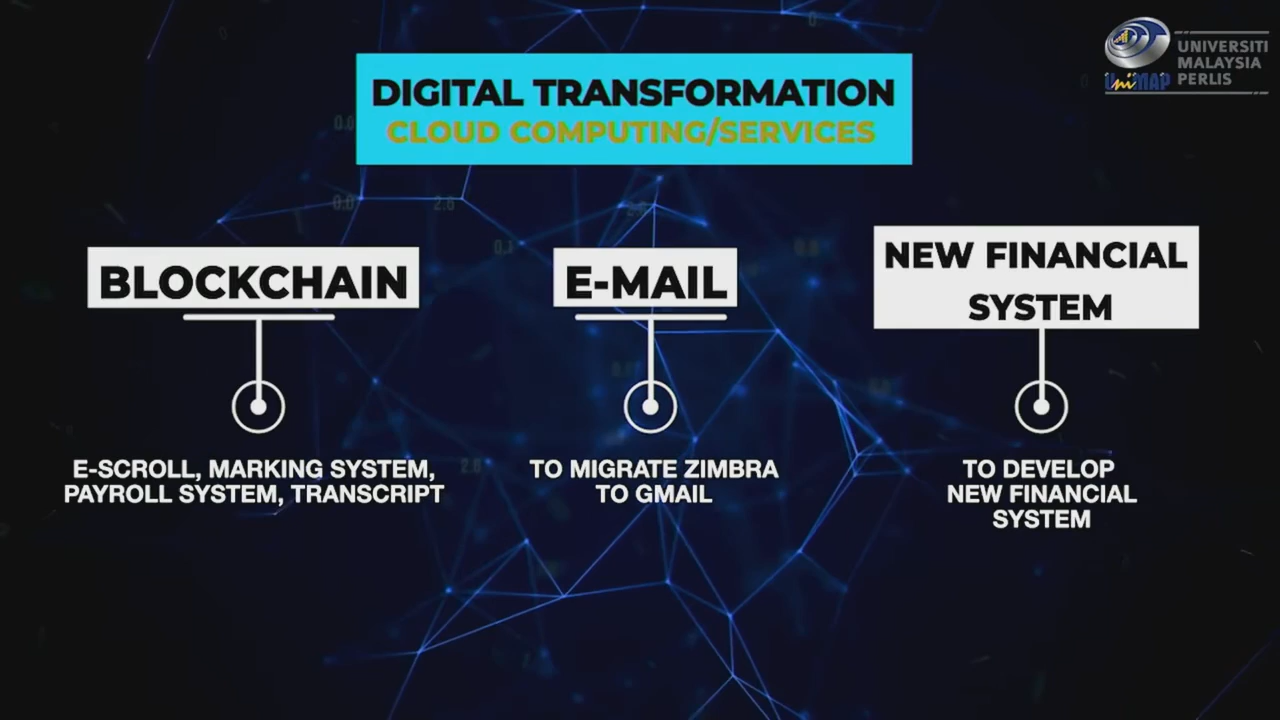 DIGITAL TRANSFORMATION
CLOUD COMPUTING/SERVICES
UniMAP
UNIVERSITI
MALAYSIA
PERLIS
BLOCKCHAIN
E-MAIL
NEW FINANCIAL
SYSTEM
E-SCROLL, MARKING SYSTEM,
PAYROLL SYSTEM, TRANSCRIPT
TO MIGRATE ZIMBRA
TO GMAIL
TO DEVELOP
NEW FINANCIAL
SYSTEM